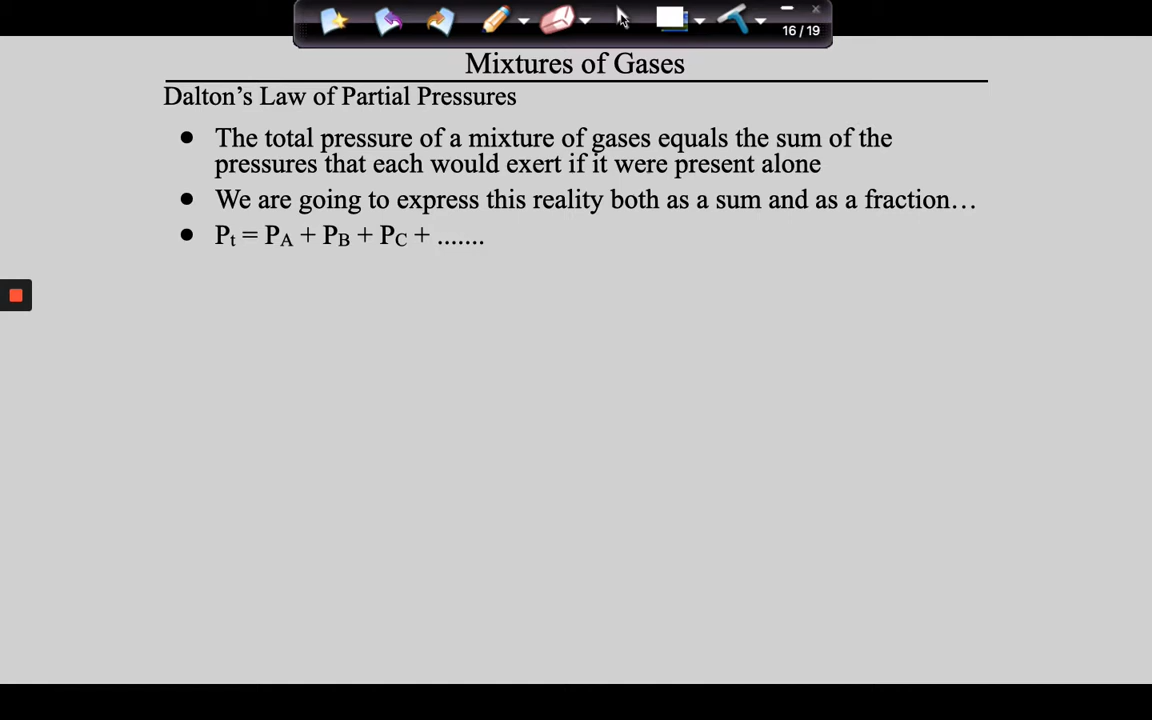 16/19
Mixtures of Gases
Dalton’s Law of Partial Pressures
● The total pressure of a mixture of gases equals the sum of the
pressures that each would exert if it were present alone
● We are going to express this reality both as a sum and as a fraction…
● Pt = PA + PB + PC + .......